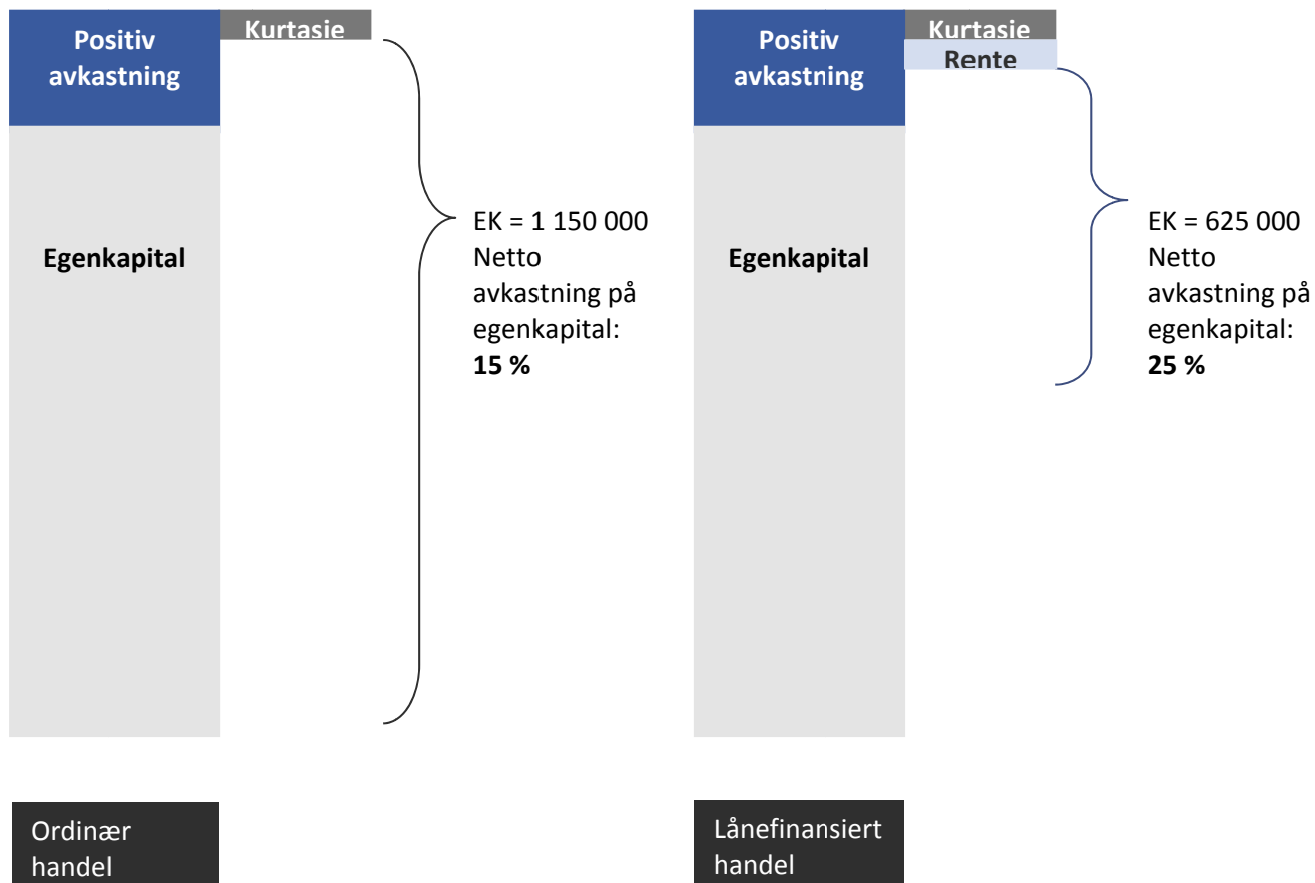 Positiv
avkastning
Kurtasie
Egenkapital
EK = 1 150 000
Netto
avkastning på
egenkapital:
15 %
Ordinær
handel
Positiv
avkastning
Kurtasie
Rente
Egenkapital
EK = 625 000
Netto
avkastning på
egenkapital:
25 %
Lånefinansiert
handel